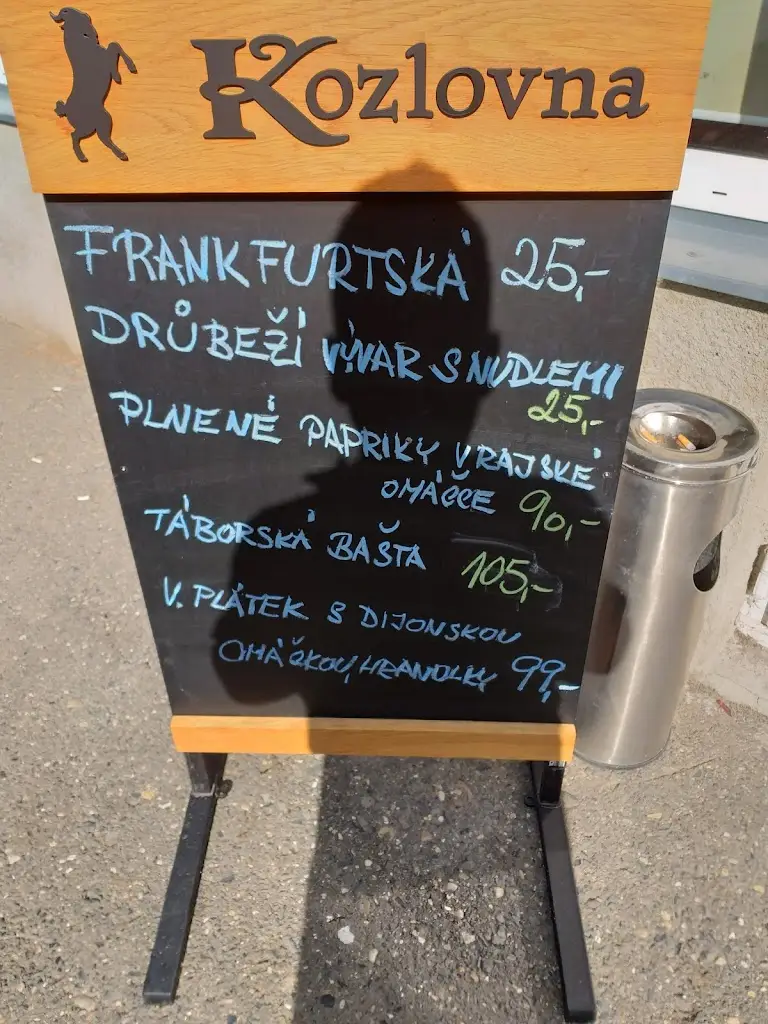 Kozlovna
FRANKFURTSKÁ 25,-
DRŮBEŽÍ VÝVAR S NUDLEMI
25,-
PLNENÉ PAPRIKY V RAJSKÉ
OMÁČCE 90,-
TÁBORSKÁ BAŠTA 105,-
V. PLÁTEK S DIJONSKOU
OMÁČKOU, HRANOLKY 99,-